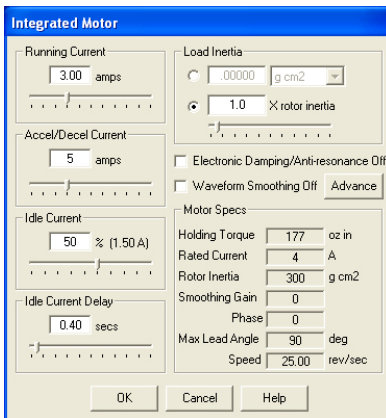 Integrated Motor
Running Current
3.00 amps
Accel/Decel Current
5 amps
Idle Current
50 % (1.50 A)
Idle Current Delay
0.40 secs
Load Inertia
.00000 g cm2
1.0 X rotor inertia
Electronic Damping/Anti-resonance Off
Waveform Smoothing Off Advance
Motor Specs
Holding Torque 177 oz in
Rated Current 4 A
Rotor Inertia 300 g cm2
Smoothing Gain 0
Phase 0
Max Lead Angle 90 deg
Speed 25.00 rev/sec
OK Cancel Help